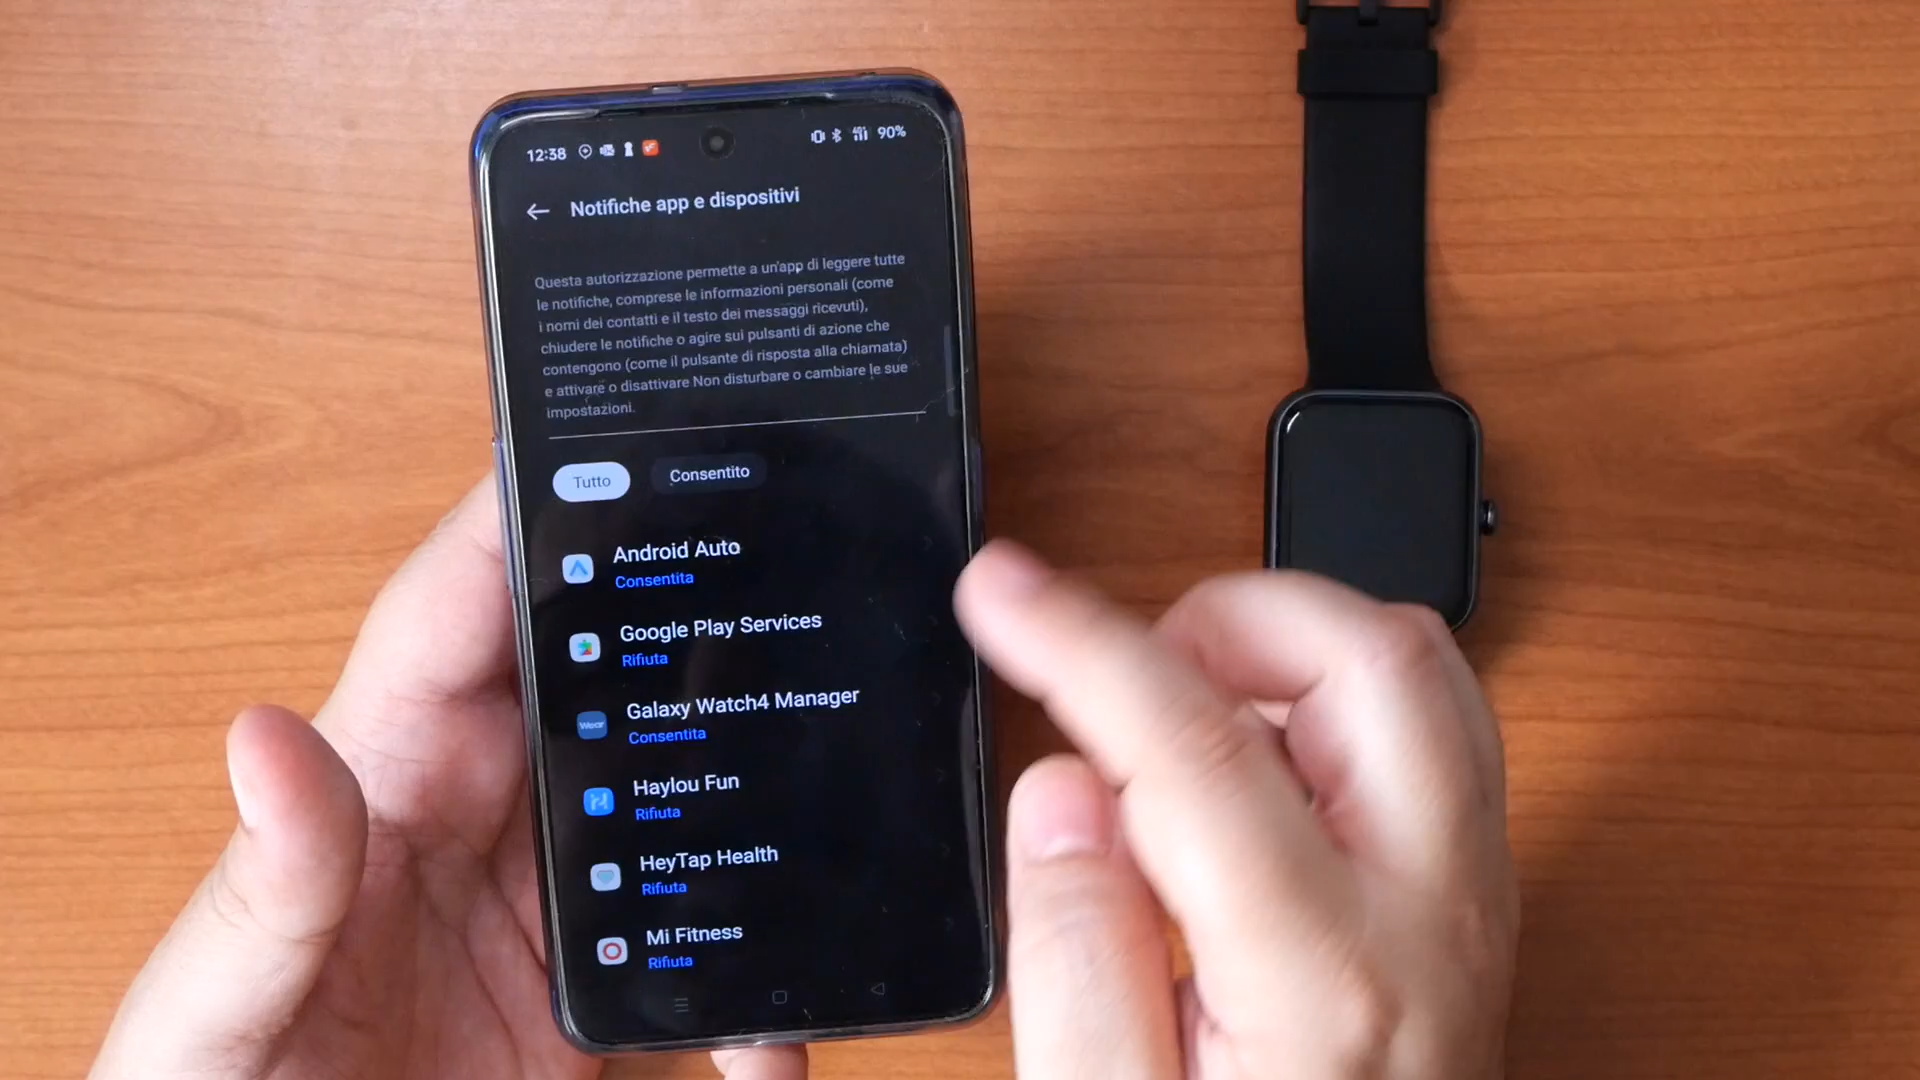 12:38
90%
Notifiche app e dispositivi
Questa autorizzazione permette a un'app di leggere tutte
le notifiche, comprese le informazioni personali (come
i nomi dei contatti e il testo dei messaggi ricevuti),
chiudere le notifiche o agire sui pulsanti di azione che
contengono (come il pulsante di risposta alla chiamata)
e attivare o disattivare Non disturbare o cambiare le sue
impostazioni.
Tutto
Consentito
Android Auto
Consentita
Google Play Services
Rifiuta
Galaxy Watch4 Manager
Wear
Consentita
Haylou Fun
Rifiuta
HeyTap Health
Rifiuta
Mi Fitness
Rifiuta